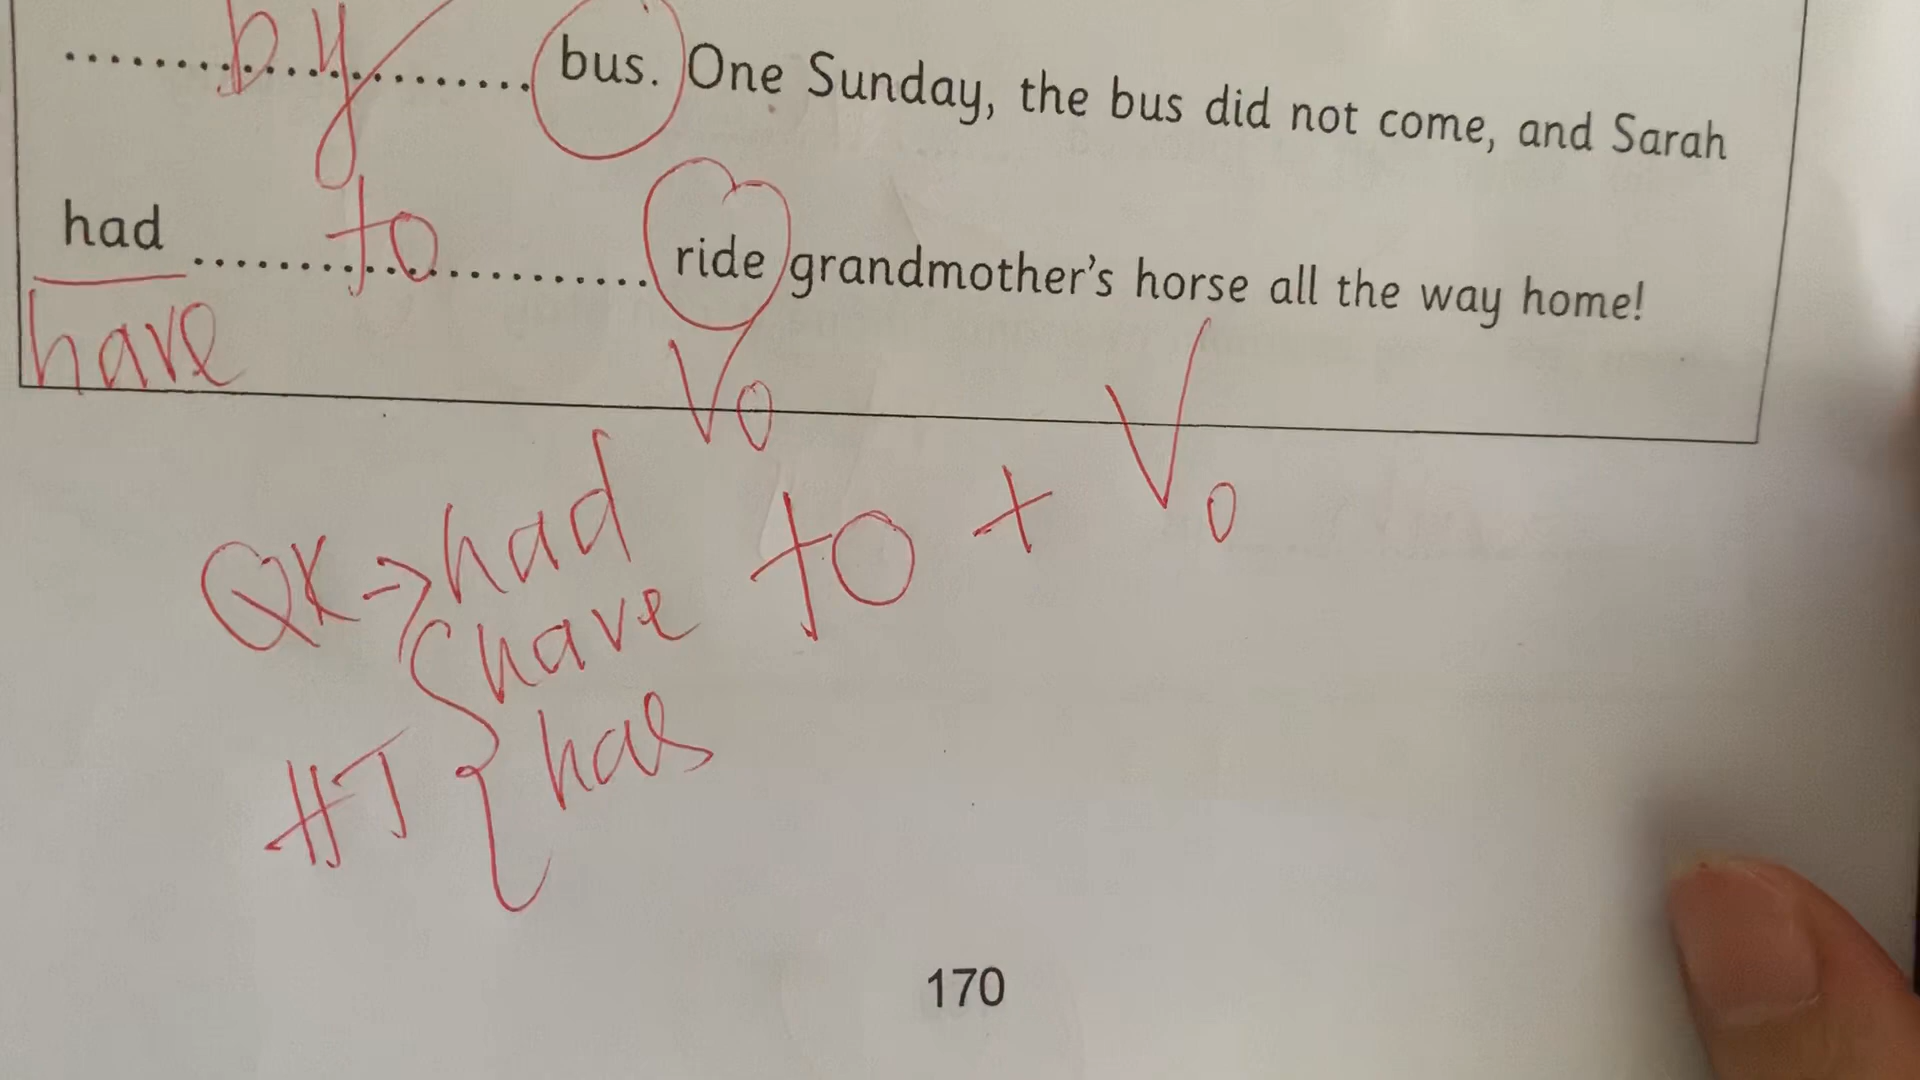 by bus. One Sunday, the bus did not come, and Sarah
had to ride grandmother's horse all the way home!
have
V0
QK → had to + V0
have
HT { has
170